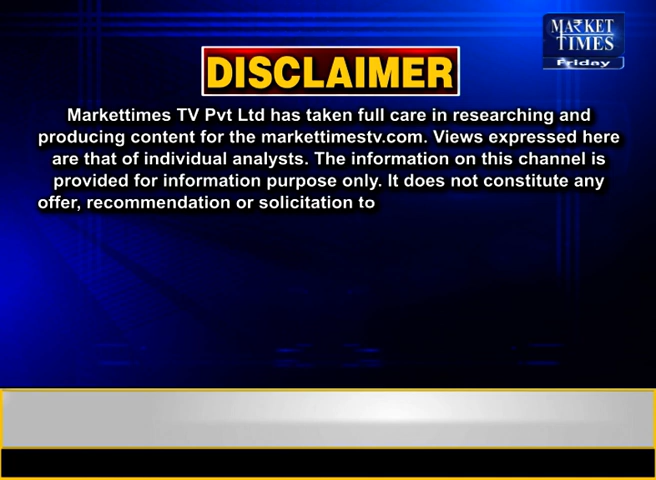 MA₹KET
TIMES
Friday
DISCLAIMER
Markettimes TV Pvt Ltd has taken full care in researching and
producing content for the markettimestv.com. Views expressed here
are that of individual analysts. The information on this channel is
provided for information purpose only. It does not constitute any
offer, recommendation or solicitation to